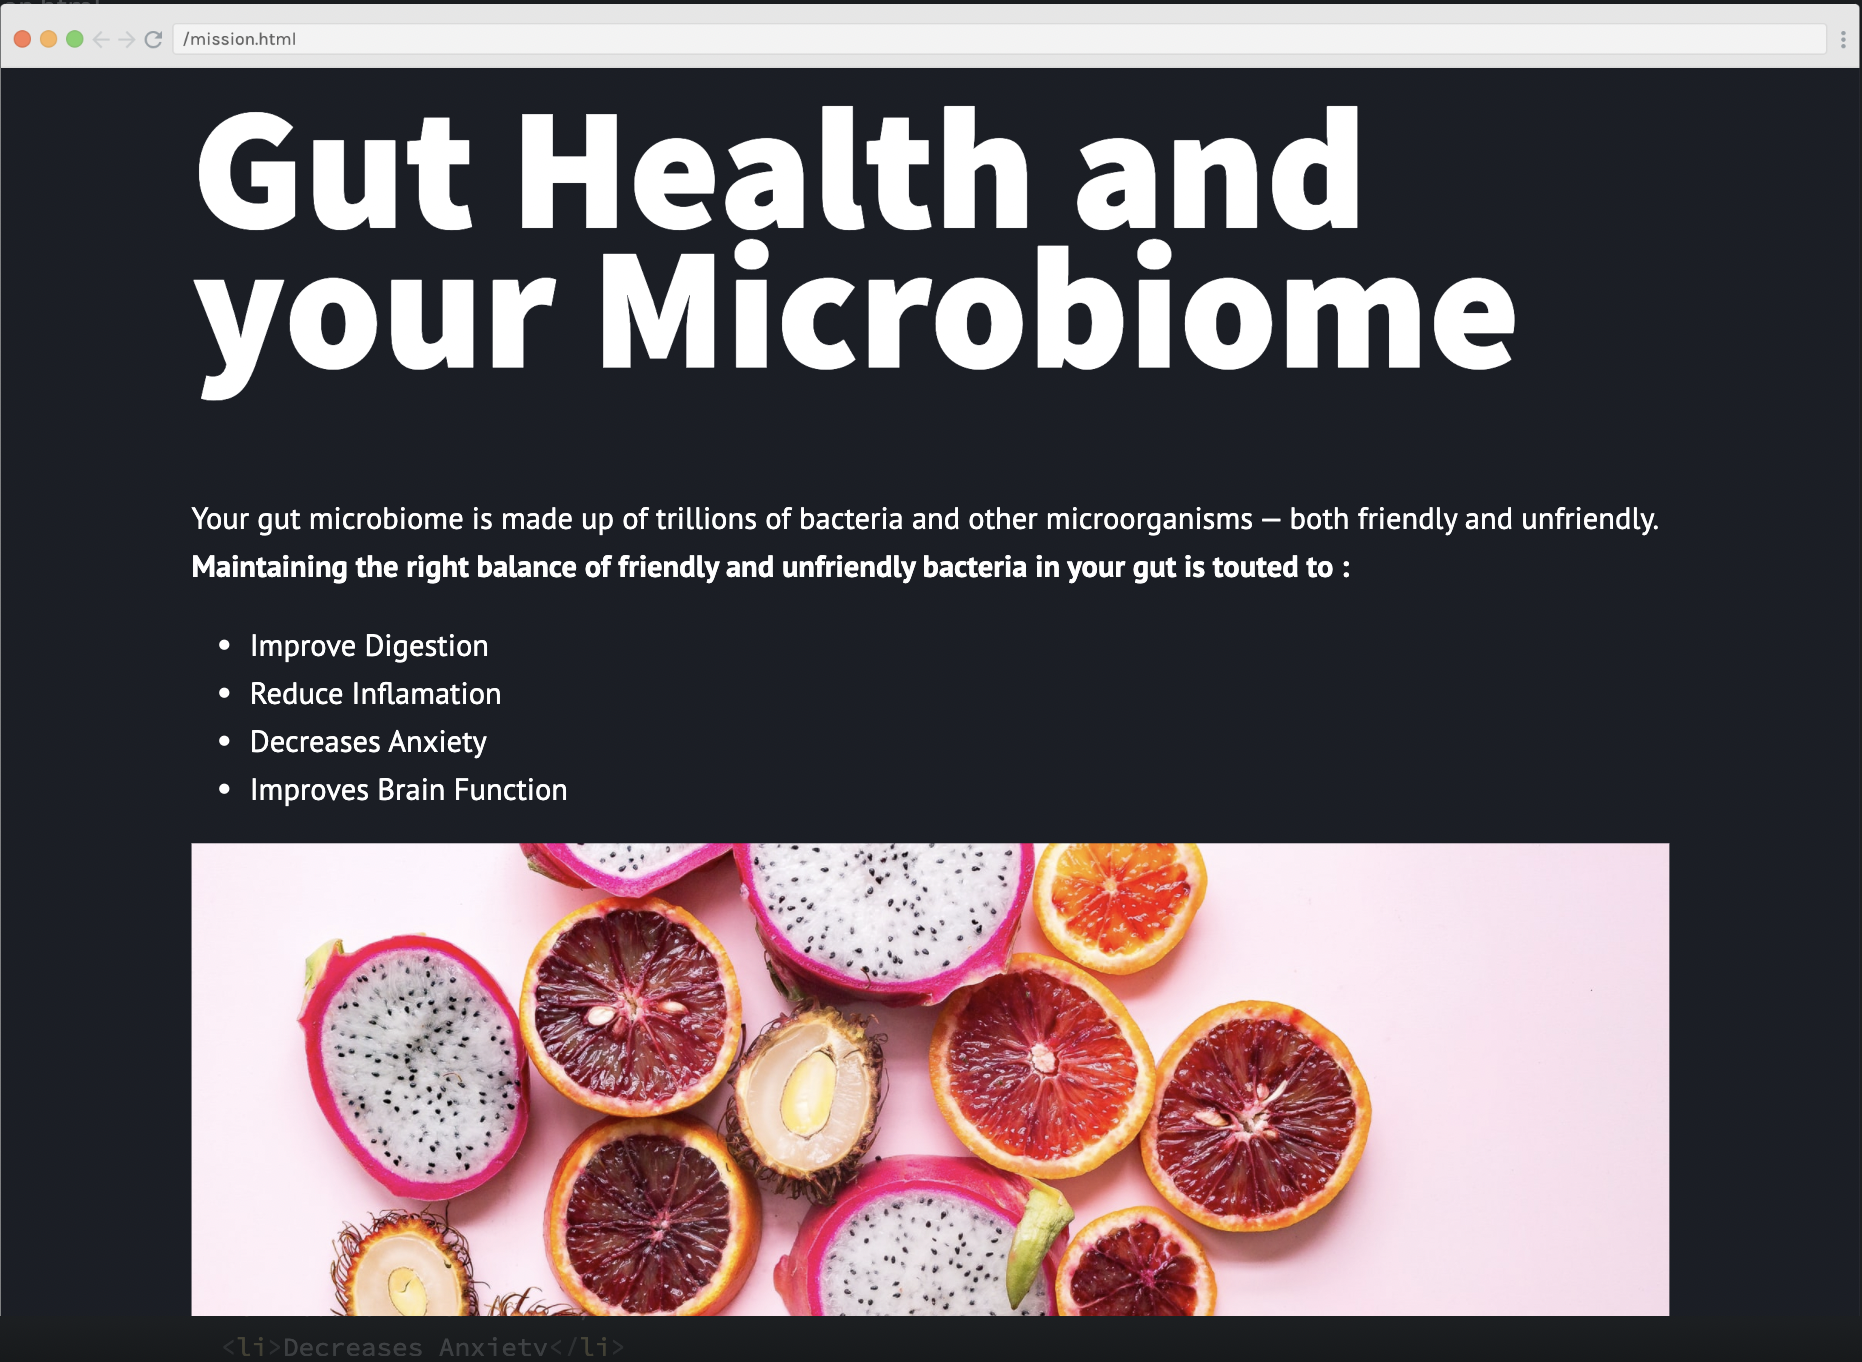 /mission.html
Gut Health and
your Microbiome
Your gut microbiome is made up of trillions of bacteria and other microorganisms — both friendly and unfriendly.
Maintaining the right balance of friendly and unfriendly bacteria in your gut is touted to :
Improve Digestion
Reduce Inflamation
Decreases Anxiety
Improves Brain Function
<li>Decreases Anxiety</li>